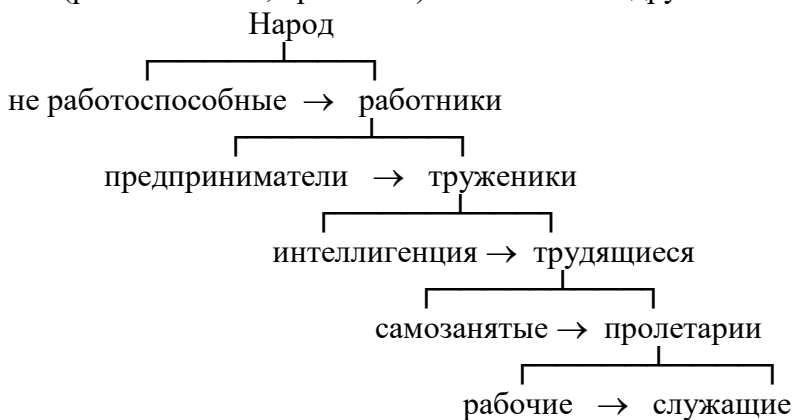 Народ
не работоспособные → работники
предприниматели → труженики
интеллигенция → трудящиеся
самозанятые → пролетарии
рабочие → служащие